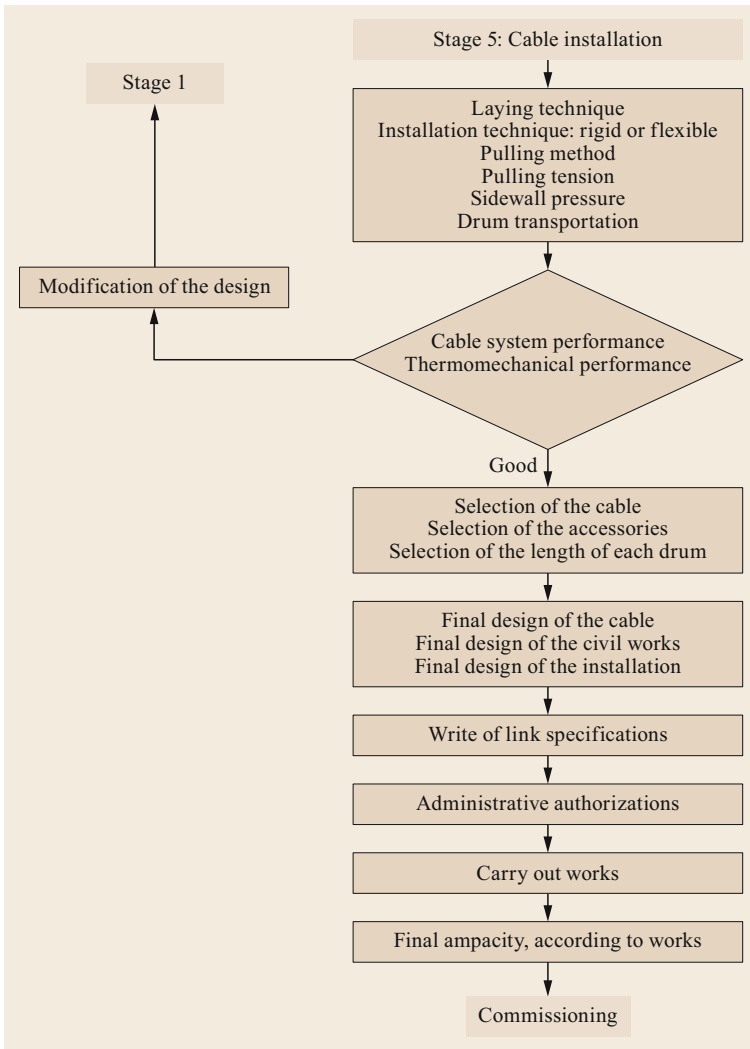 Stage 5: Cable installation
Stage 1
Laying technique
Installation technique: rigid or flexible
Pulling method
Pulling tension
Sidewall pressure
Drum transportation
Modification of the design
Cable system performance
Thermomechanical performance
Good
Selection of the cable
Selection of the accessories
Selection of the length of each drum
Final design of the cable
Final design of the civil works
Final design of the installation
Write of link specifications
Administrative authorizations
Carry out works
Final ampacity, according to works
Commissioning